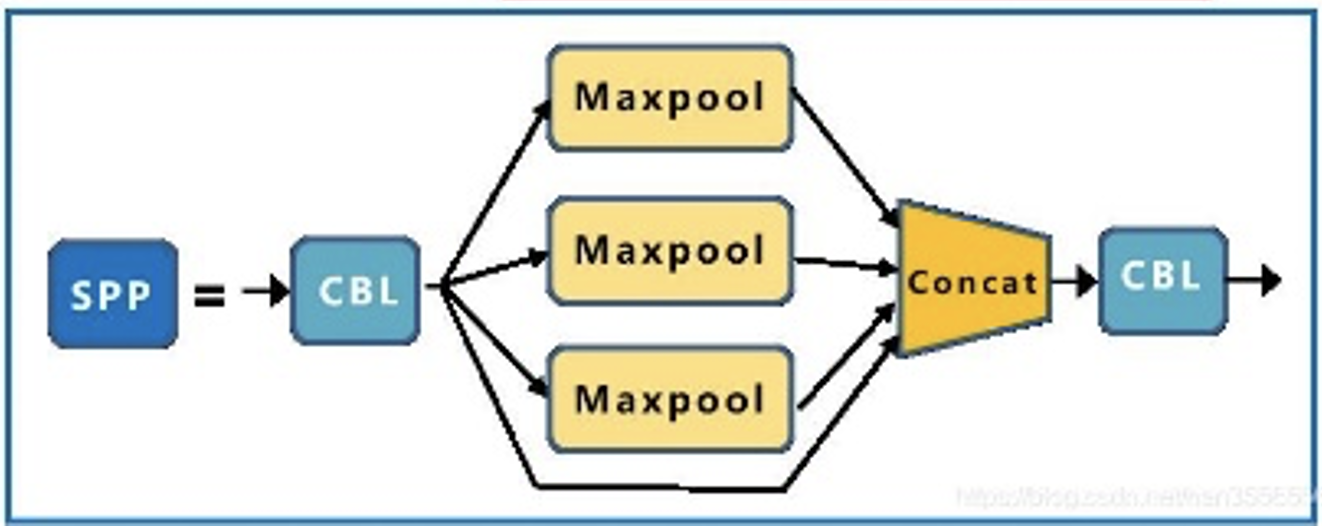 Maxpool
Maxpool
SPP = CBL Concat CBL
Maxpool